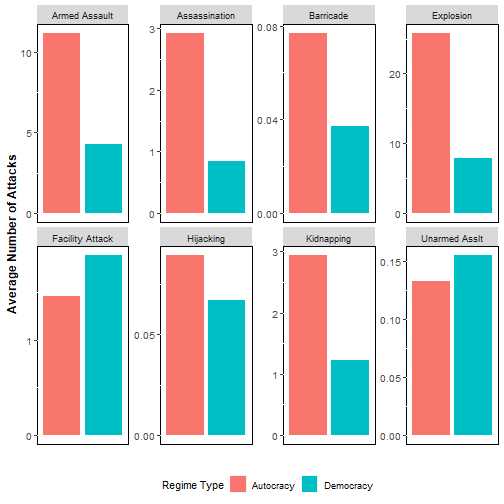 Armed Assault
Assassination
Barricade
Explosion
10
5
0
3
2
1
0
0.08
0.04
0.00
20
10
0
Average Number of Attacks
Facility Attack
Hijacking
Kidnapping
Unarmed Asslt
1
0
0.05
0.00
3
2
1
0
0.15
0.10
0.05
0.00
Regime Type Autocracy Democracy